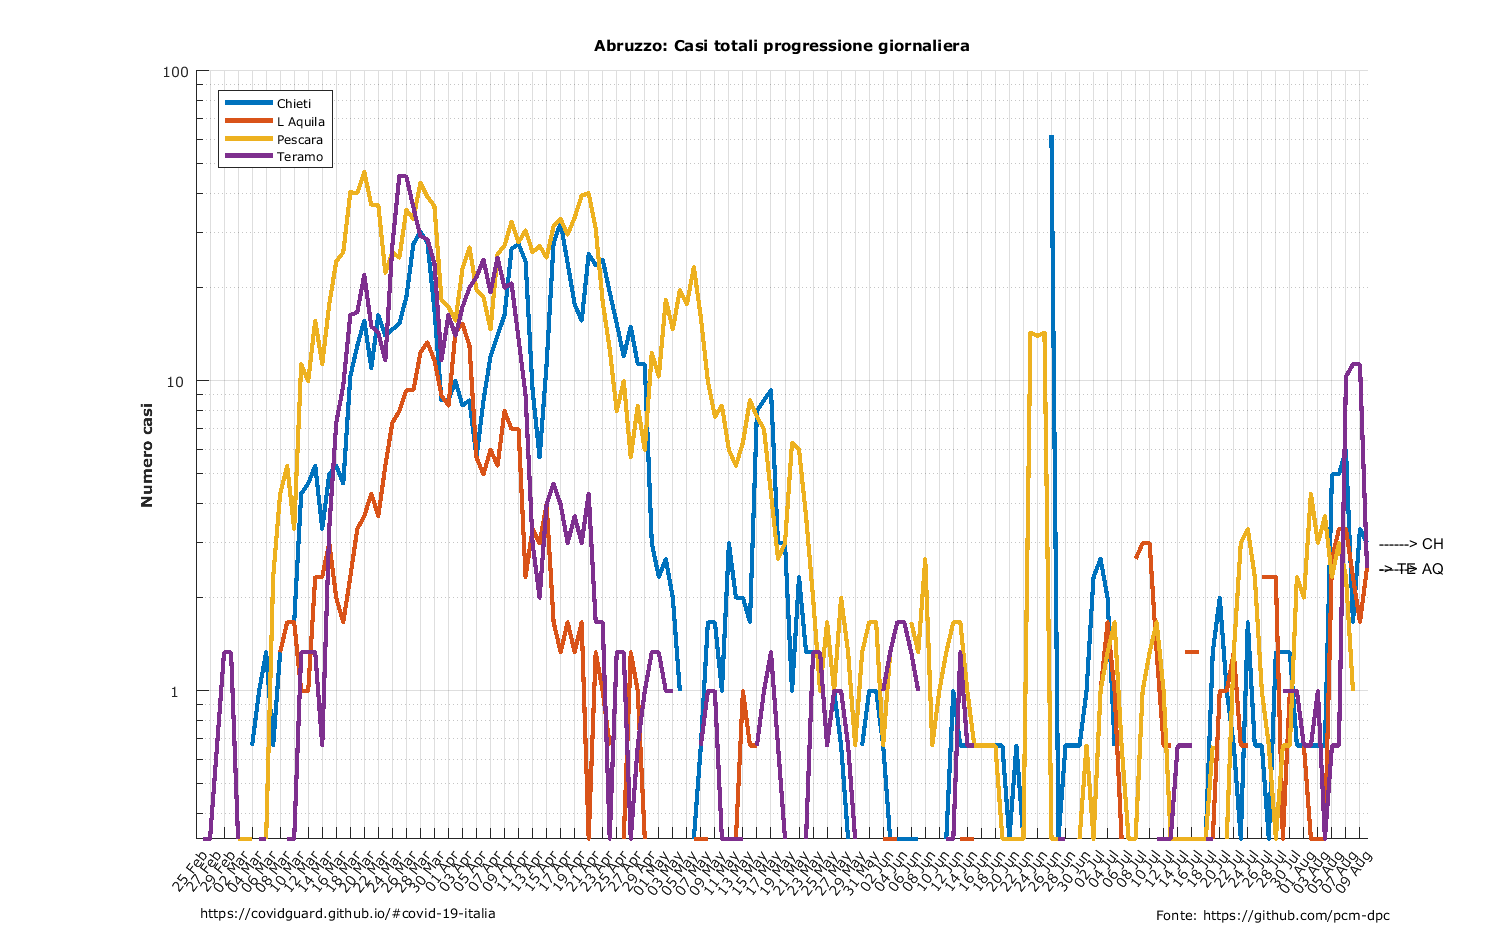 Abruzzo: Casi totali progressione giornaliera
100
10
1
Numero casi
Chieti
L Aquila
Pescara
Teramo
------> CH
TE AQ
25 Feb
27 Feb
29 Feb
02 Mar
04 Mar
06 Mar
08 Mar
10 Mar
12 Mar
14 Mar
16 Mar
18 Mar
20 Mar
22 Mar
24 Mar
26 Mar
28 Mar
30 Mar
01 Apr
03 Apr
05 Apr
07 Apr
09 Apr
11 Apr
13 Apr
15 Apr
17 Apr
19 Apr
21 Apr
23 Apr
25 Apr
27 Apr
29 Apr
01 May
03 May
05 May
07 May
09 May
11 May
13 May
15 May
17 May
19 May
21 May
23 May
25 May
27 May
29 May
31 May
02 Jun
04 Jun
06 Jun
08 Jun
10 Jun
12 Jun
14 Jun
16 Jun
18 Jun
20 Jun
22 Jun
24 Jun
26 Jun
28 Jun
30 Jun
02 Jul
04 Jul
06 Jul
08 Jul
10 Jul
12 Jul
14 Jul
16 Jul
18 Jul
20 Jul
22 Jul
24 Jul
26 Jul
28 Jul
30 Jul
01 Aug
03 Aug
05 Aug
07 Aug
09 Aug
https://covidguard.github.io/#covid-19-italia
Fonte: https://github.com/pcm-dpc